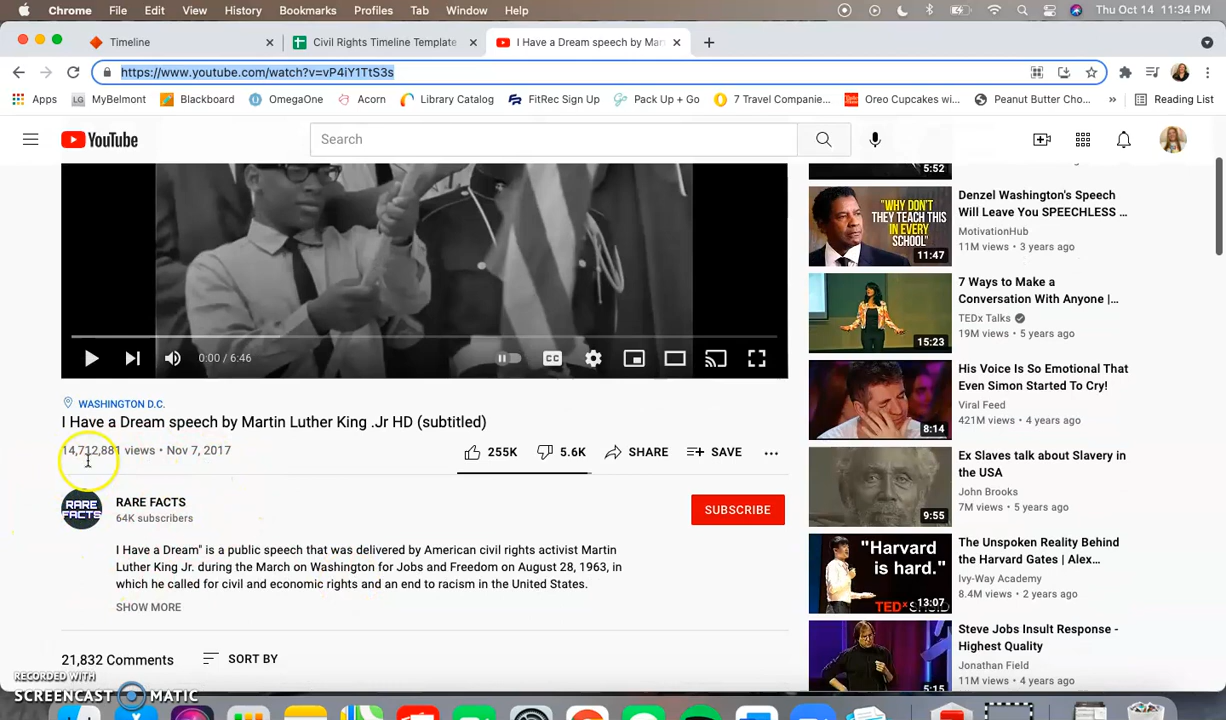 Chrome File Edit View History Bookmarks Profiles Tab Window Help Thu Oct 14 11:34 PM
Timeline Civil Rights Timeline Template I Have a Dream speech by Mar
https://www.youtube.com/watch?v=vP4iY1TtS3s
Apps MyBelmont Blackboard OmegaOne Acorn Library Catalog FitRec Sign Up Pack Up + Go 7 Travel Companie... Oreo Cupcakes wi... Peanut Butter Cho... » Reading List
YouTube Search
5:52
"WHY DON'T
THEY TEACH THIS
IN EVERY
SCHOOL"
11:47
Denzel Washington's Speech
Will Leave You SPEECHLESS ...
MotivationHub
11M views • 3 years ago
15:23
7 Ways to Make a
Conversation With Anyone |...
TEDx Talks
19M views • 5 years ago
0:00 / 6:46
CC
8:14
His Voice Is So Emotional That
Even Simon Started To Cry!
Viral Feed
421M views • 4 years ago
WASHINGTON D.C.
I Have a Dream speech by Martin Luther King .Jr HD (subtitled)
14,712,881 views • Nov 7, 2017
255K 5.6K SHARE SAVE
9:55
Ex Slaves talk about Slavery in
the USA
John Brooks
7M views • 5 years ago
RARE
FACTS
RARE FACTS
64K subscribers
SUBSCRIBE
I Have a Dream" is a public speech that was delivered by American civil rights activist Martin
Luther King Jr. during the March on Washington for Jobs and Freedom on August 28, 1963, in
which he called for civil and economic rights and an end to racism in the United States.
SHOW MORE
"Harvard
is hard."
13:07
The Unspoken Reality Behind
the Harvard Gates | Alex...
Ivy-Way Academy
8.4M views • 2 years ago
5:15
Steve Jobs Insult Response -
Highest Quality
Jonathan Field
11M views • 4 years ago
21,832 Comments SORT BY
RECORDED WITH
SCREENCAST MATIC